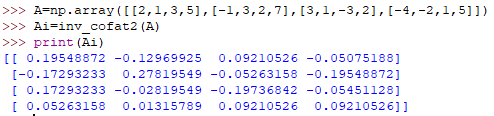 >>> A=np.array([[2,1,3,5],[-1,3,2,7],[3,1,-3,2],[-4,-2,1,5]])
>>> Ai=inv_cofat2(A)
>>> print(Ai)
[[ 0.19548872 -0.12969925  0.09210526 -0.05075188]
 [-0.17293233  0.27819549 -0.05263158 -0.19548872]
 [ 0.17293233 -0.02819549 -0.19736842 -0.05451128]
 [ 0.05263158  0.01315789  0.09210526  0.09210526]]